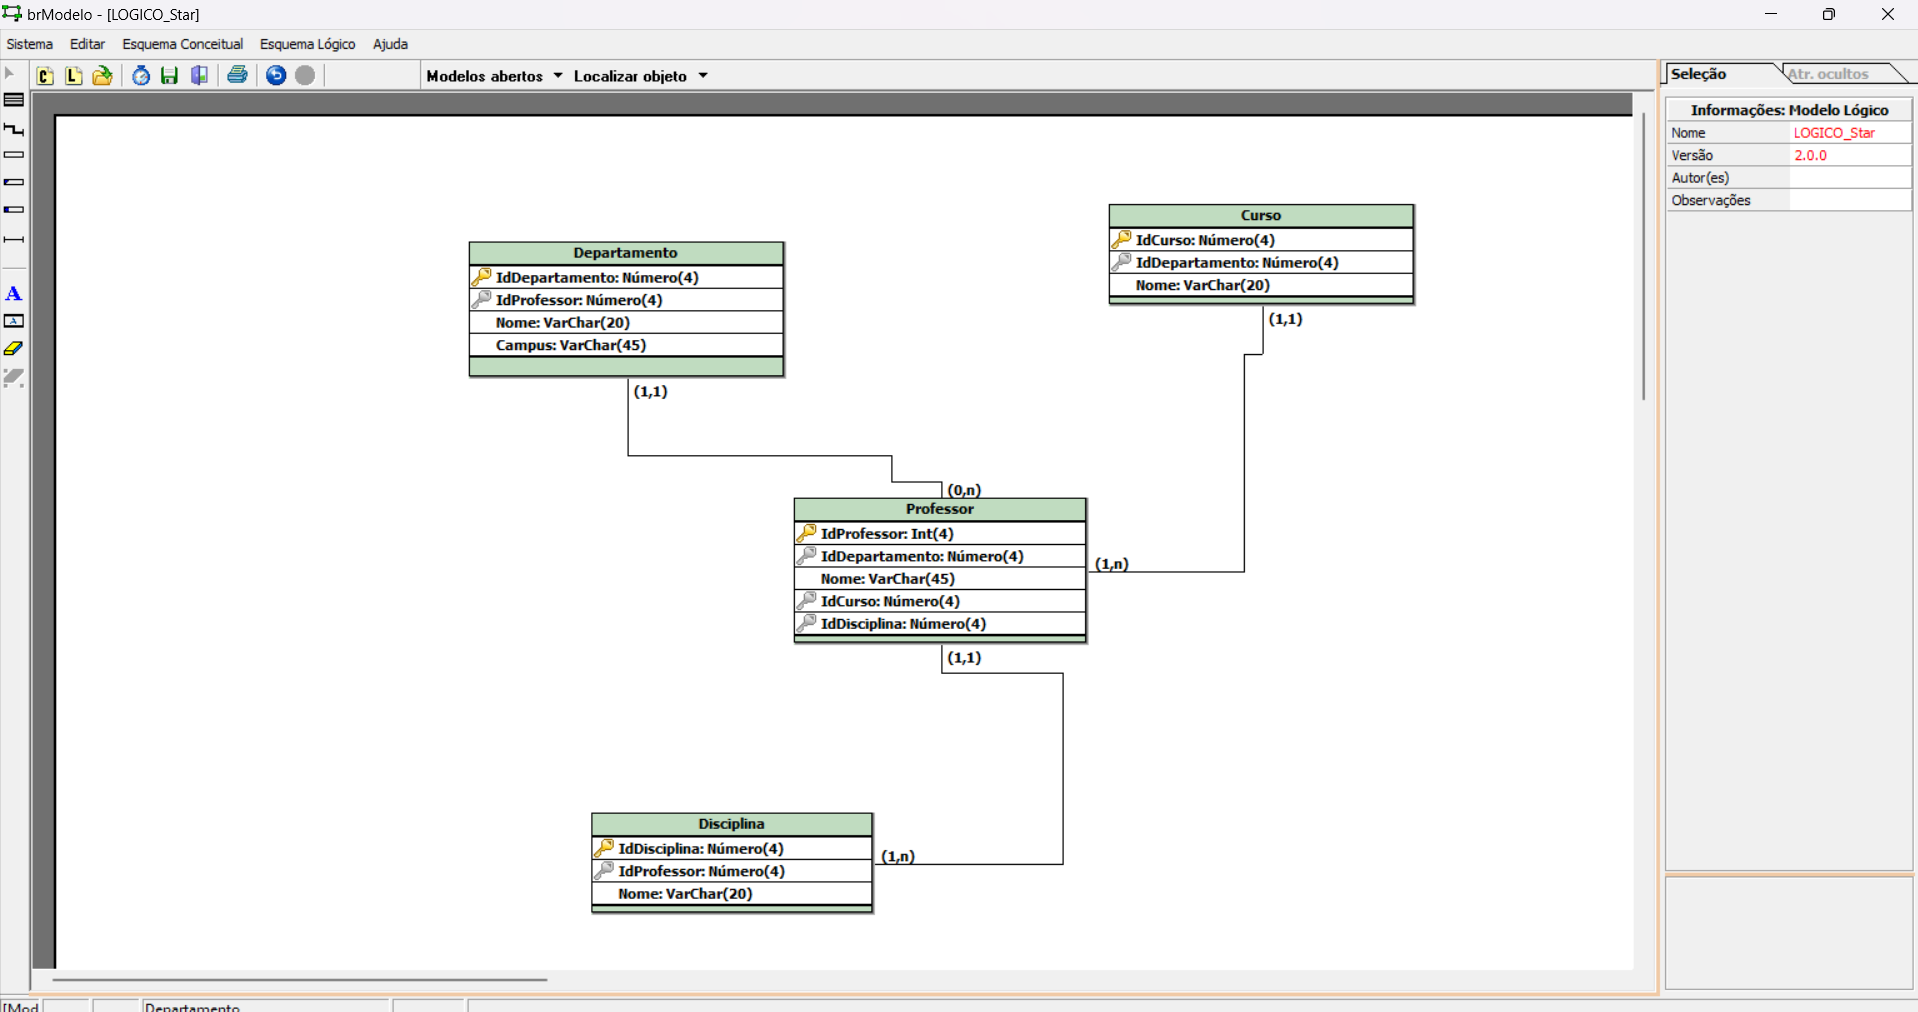 brModelo - [LOGICO_Star]
Sistema Editar Esquema Conceitual Esquema Lógico Ajuda
C L Modelos abertos Localizar objeto
Seleção Atr. ocultos
Informações: Modelo Lógico
Nome LOGICO_Star
Versão 2.0.0
Autor(es)
Observações
A
A
Departamento
IdDepartamento: Número(4)
IdProfessor: Número(4)
Nome: VarChar(20)
Campus: VarChar(45)
(1,1)
Curso
IdCurso: Número(4)
IdDepartamento: Número(4)
Nome: VarChar(20)
(1,1)
(0,n)
Professor
IdProfessor: Int(4)
IdDepartamento: Número(4)
Nome: VarChar(45)
IdCurso: Número(4)
IdDisciplina: Número(4)
(1,n)
(1,1)
Disciplina
IdDisciplina: Número(4)
IdProfessor: Número(4)
Nome: VarChar(20)
(1,n)
[Mod Departamento